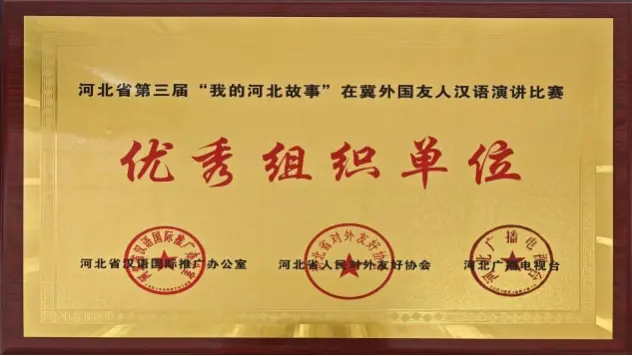 河北省第三届“我的河北故事”在冀外国友人汉语演讲比赛
优秀组织单位
河北省汉语国际推广办公室 河北省人民对外友好协会 河北广播电视台